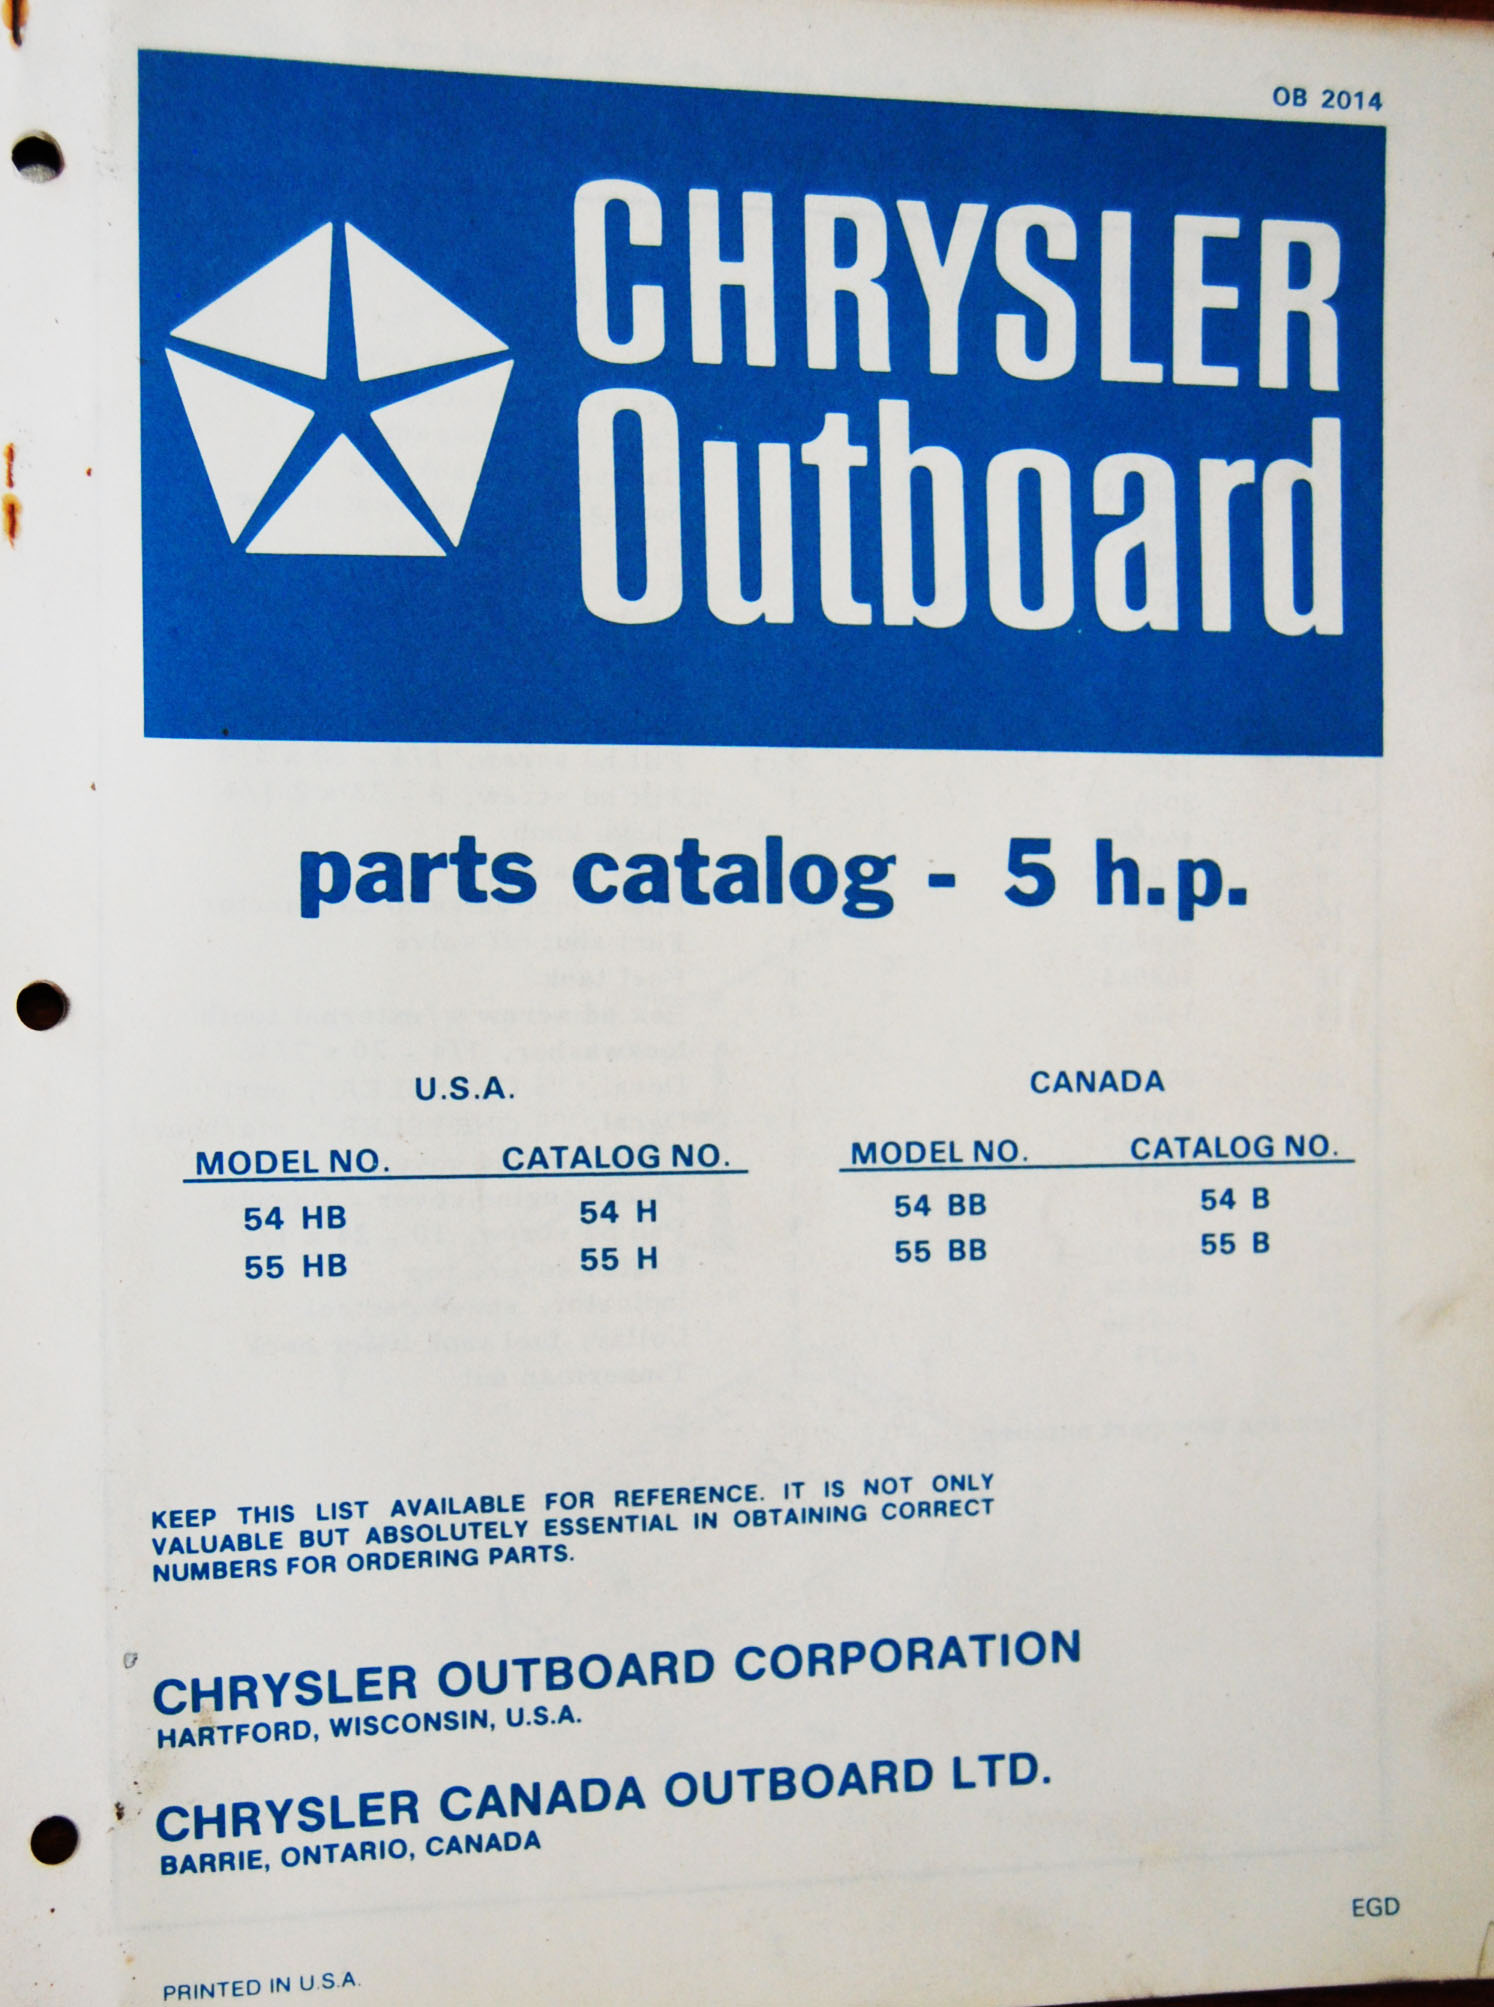 OB 2014
CHRYSLER
Outboard
parts catalog - 5 h.p.
U.S.A.
MODEL NO. CATALOG NO.
54 HB 54 H
55 HB 55 H
CANADA
MODEL NO. CATALOG NO.
54 BB 54 B
55 BB 55 B
KEEP THIS LIST AVAILABLE FOR REFERENCE. IT IS NOT ONLY
VALUABLE BUT ABSOLUTELY ESSENTIAL IN OBTAINING CORRECT
NUMBERS FOR ORDERING PARTS.
CHRYSLER OUTBOARD CORPORATION
HARTFORD, WISCONSIN, U.S.A.
CHRYSLER CANADA OUTBOARD LTD.
BARRIE, ONTARIO, CANADA
EGD
PRINTED IN U.S.A.